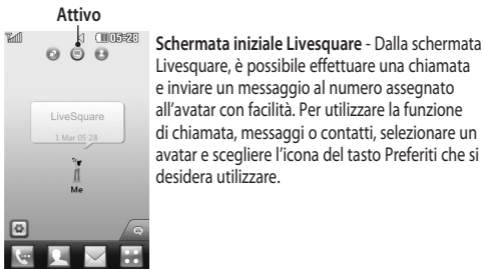 Attivo
05:28
LiveSquare
1 Mar 05:28
Me
Schermata iniziale Livesquare - Dalla schermata
Livesquare, è possibile effettuare una chiamata
e inviare un messaggio al numero assegnato
all'avatar con facilità. Per utilizzare la funzione
di chiamata, messaggi o contatti, selezionare un
avatar e scegliere l'icona del tasto Preferiti che si
desidera utilizzare.